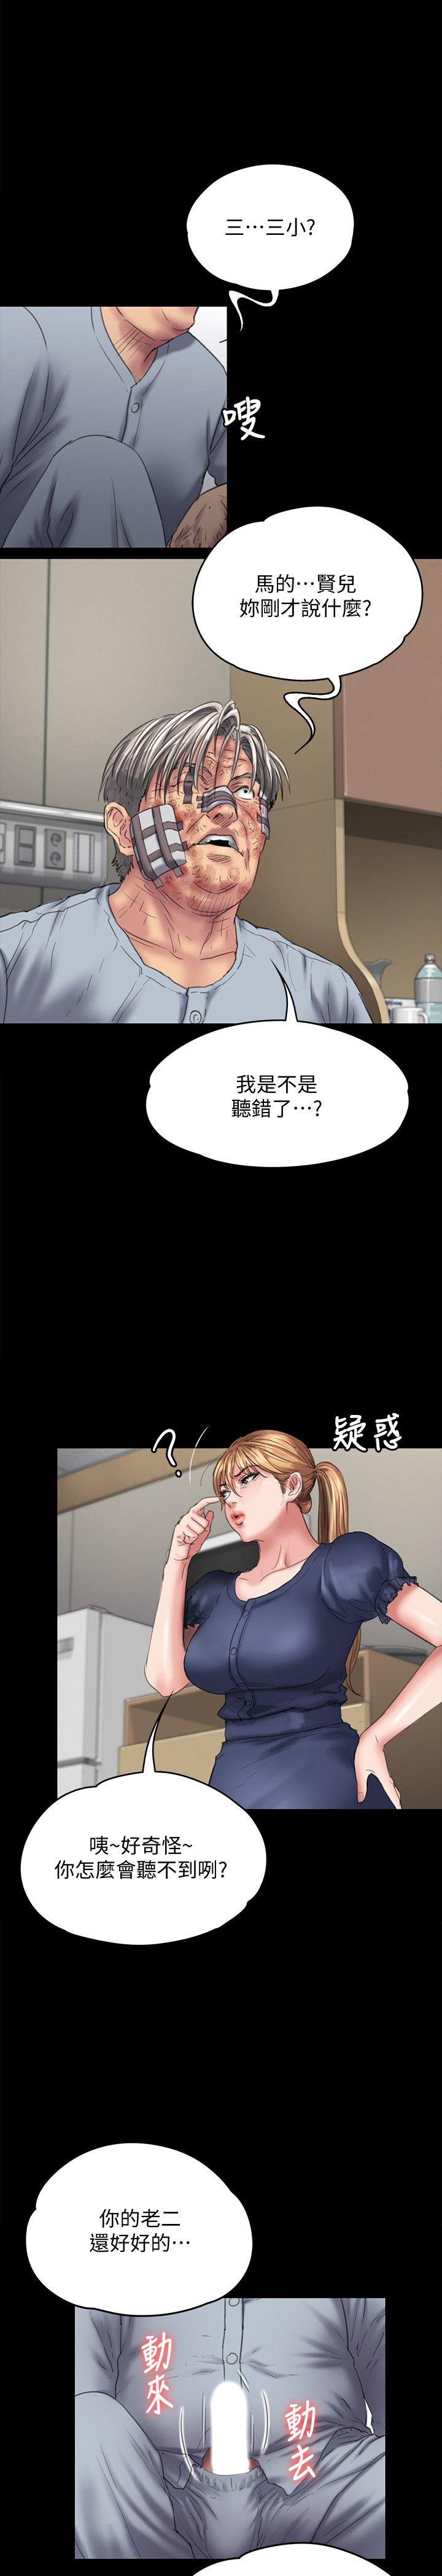 三⋯三小?
嗖
馬的⋯賢兒
妳剛才說什麼?
我是不是
聽錯了⋯?
疑惑
?
咦~好奇怪~
你怎麼會聽不到咧?
你的老二
還好好的⋯
動來
動去